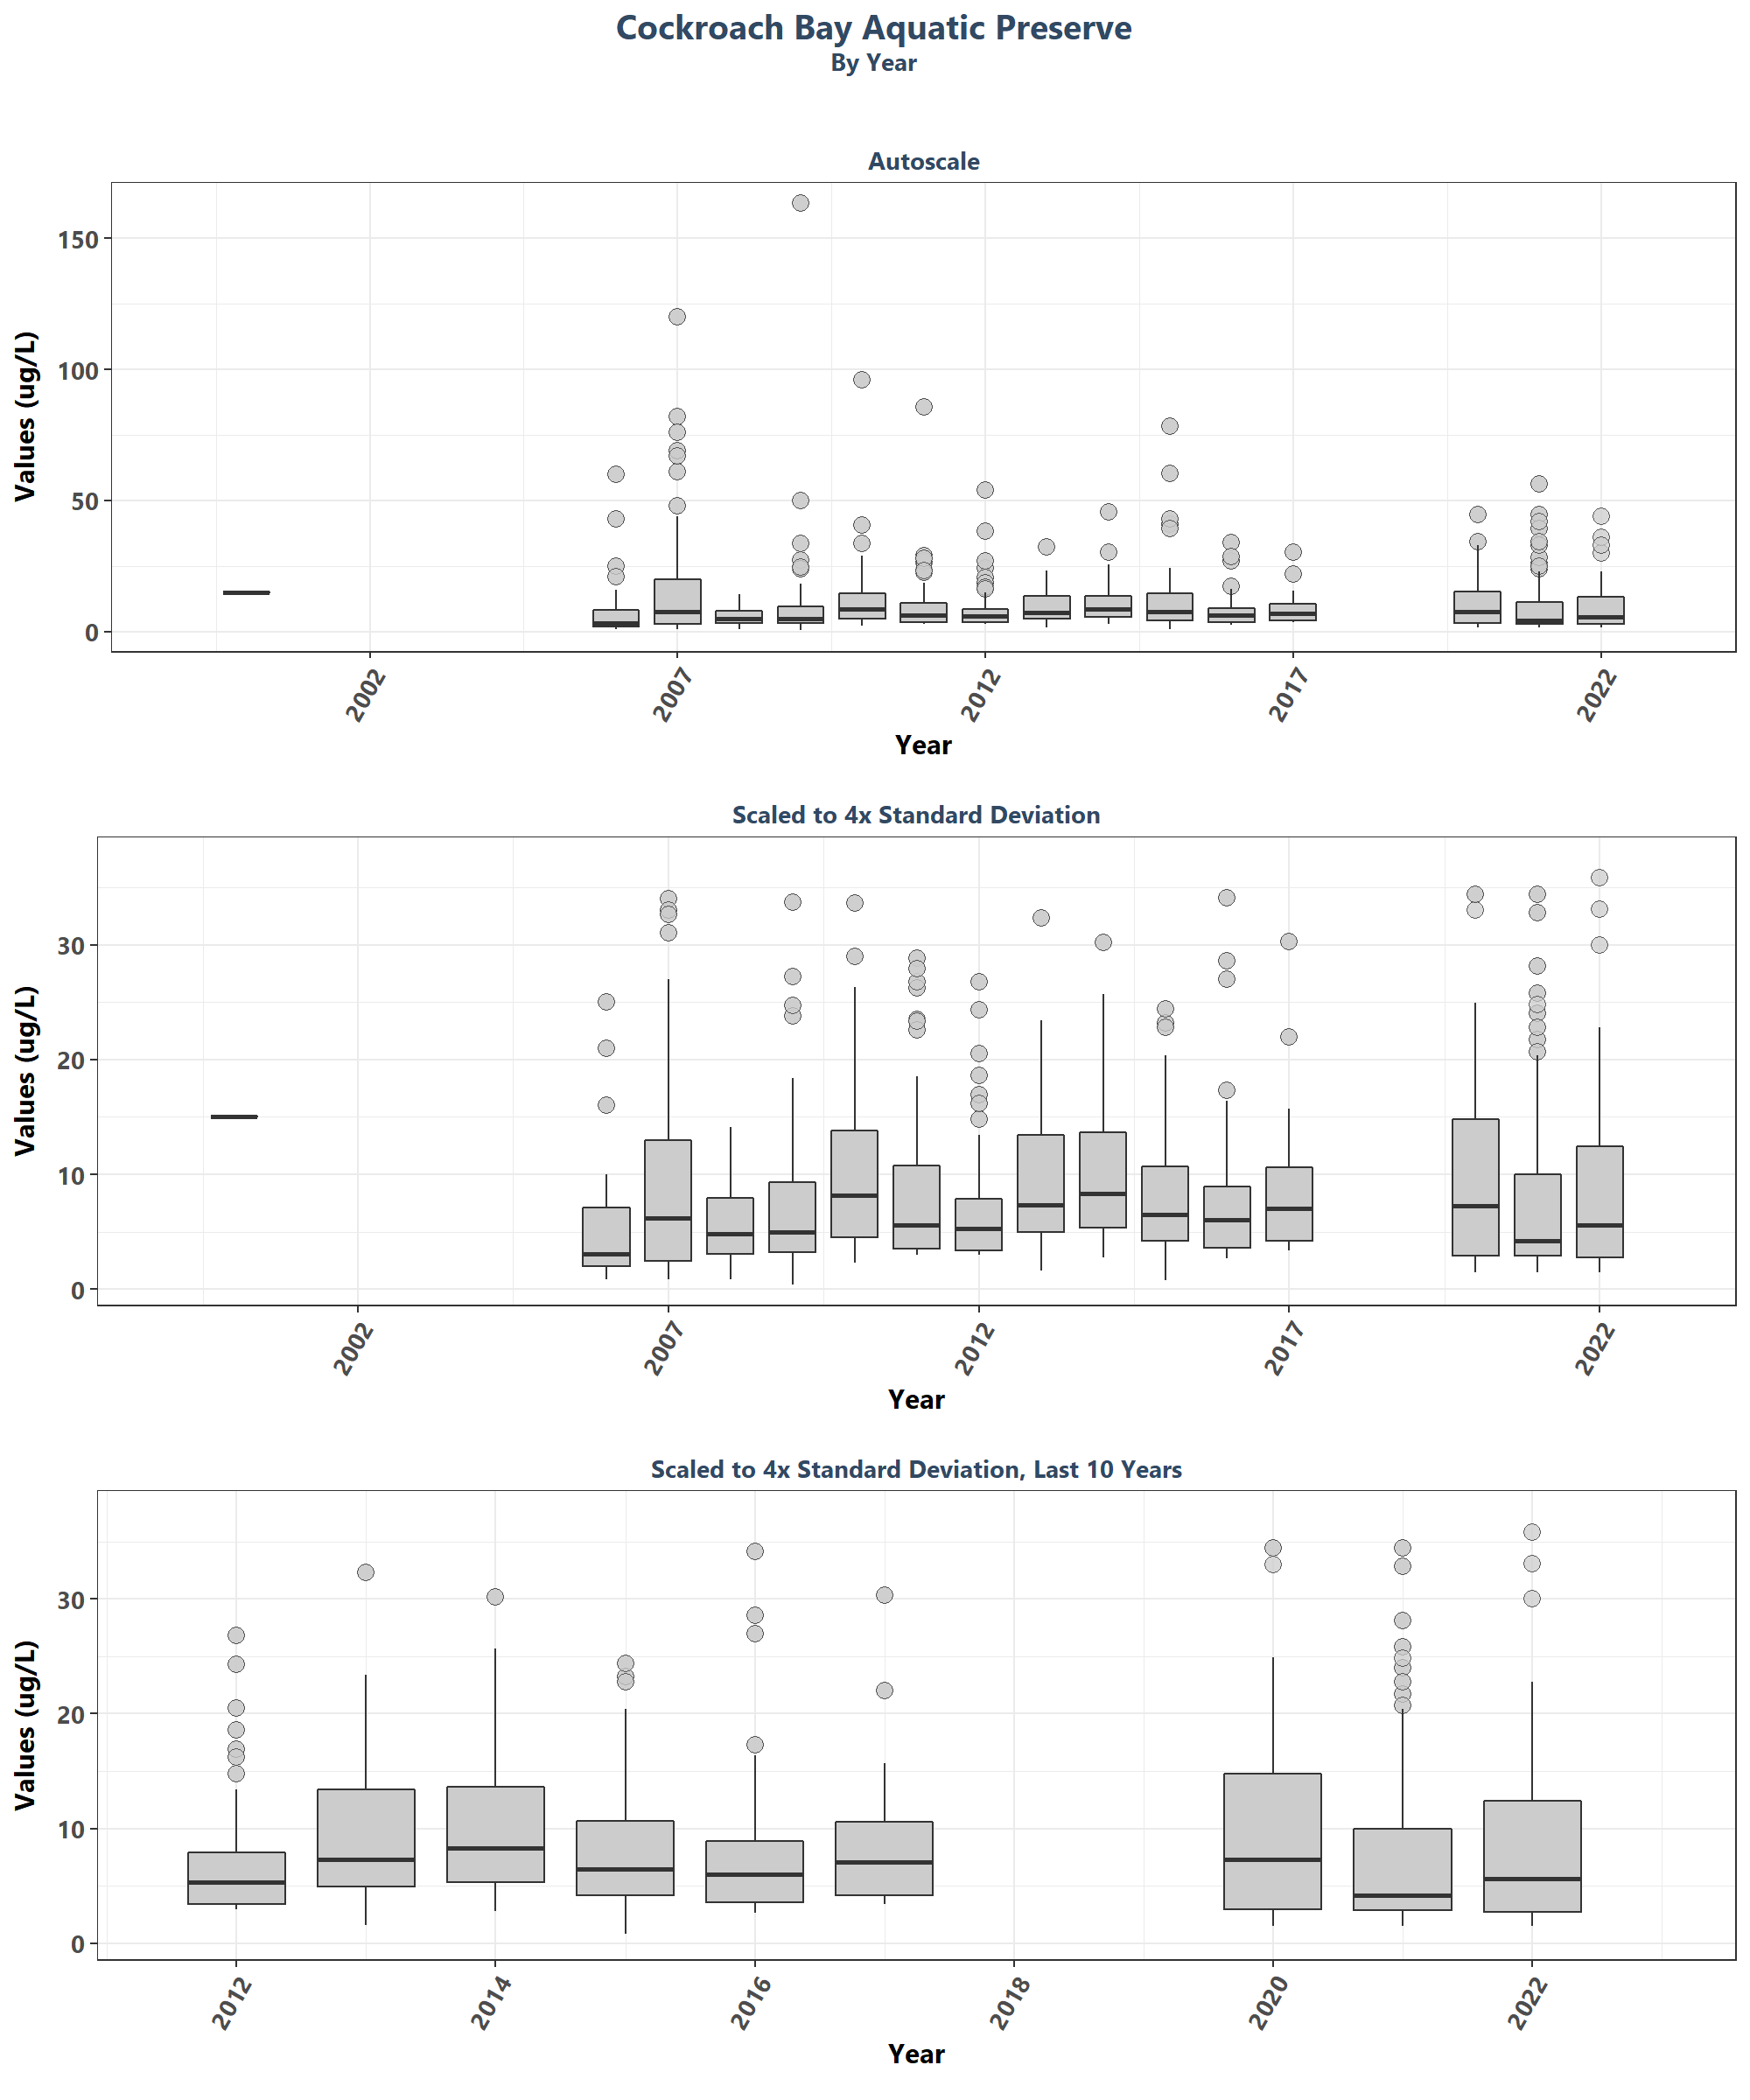 Cockroach Bay Aquatic Preserve
By Year
Autoscale
Values (ug/L)
150
100
50
0
2002
2007
2012
2017
2022
Year
Scaled to 4x Standard Deviation
Values (ug/L)
30
20
10
0
2002
2007
2012
2017
2022
Year
Scaled to 4x Standard Deviation, Last 10 Years
Values (ug/L)
30
20
10
0
2012
2014
2016
2018
2020
2022
Year